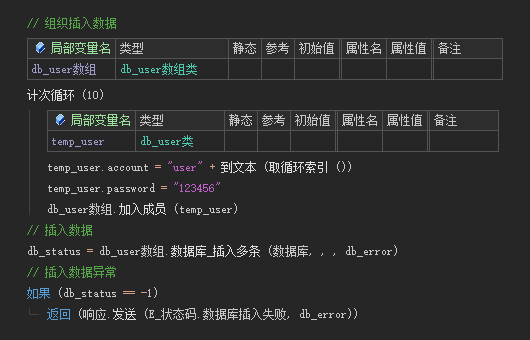 // 组织插入数据
局部变量名 类型 静态 参考 初始值 属性名 属性值 备注
db_user数组 db_user数组类
计次循环 (10)
局部变量名 类型 静态 参考 初始值 属性名 属性值 备注
temp_user db_user类
temp_user.account = "user" + 到文本 (取循环索引 ())
temp_user.password = "123456"
db_user数组.加入成员 (temp_user)
// 插入数据
db_status = db_user数组.数据库_插入多条 (数据库, , , db_error)
// 插入数据异常
如果 (db_status == -1)
返回 (响应.发送 (E_状态码.数据库插入失败, db_error))